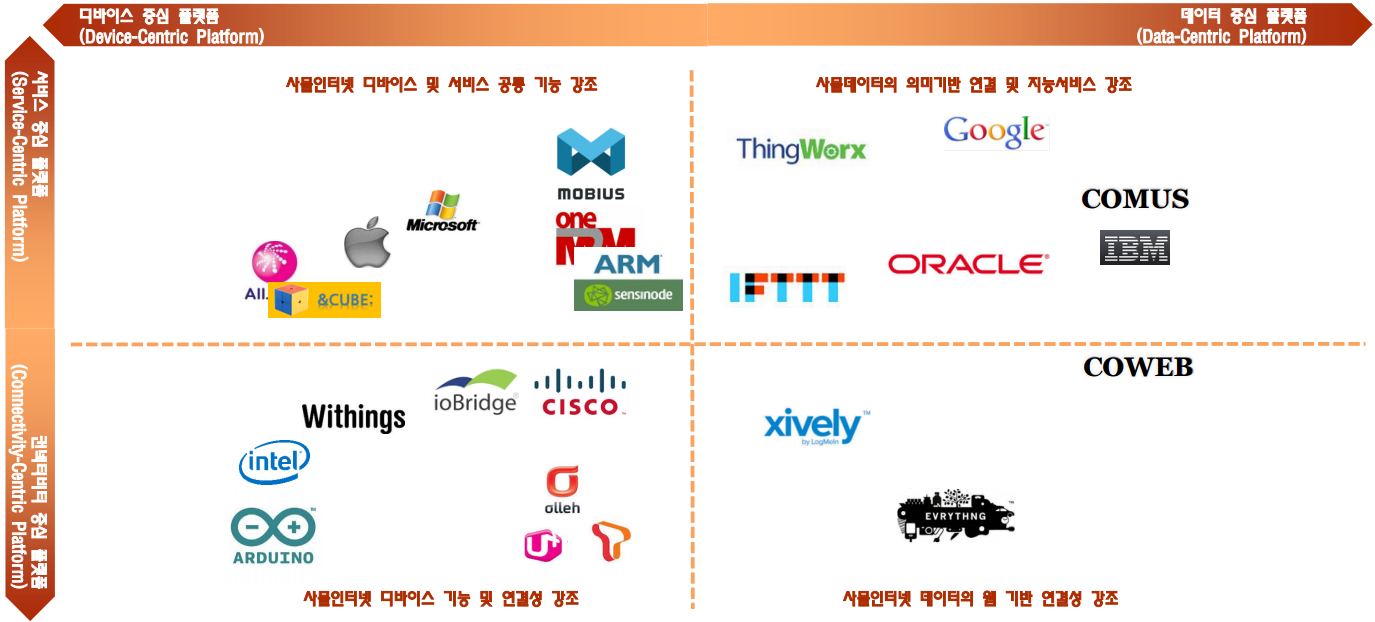 디바이스 중심 플랫폼
(Device-Centric Platform)
데이터 중심 플랫폼
(Data-Centric Platform)
서비스 중심 플랫폼
(Service-Centric Platform)
사물인터넷 디바이스 및 서비스 공통 기능 강조
사물데이터의 의미기반 연결 및 지능서비스 강조
MOBIUS
Microsoft
one
M2M
ARM
sensinode
All
&CUBE:
ThingWorx
Google
COMUS
IBM
ORACLE
IFTTT
커넥티비티 중심 플랫폼
(Connectivity-Centric Platform)
ioBridge
CISCO
Withings
intel
ARDUINO
olleh
U+
T
COWEB
xively
by LogMeIn
EVRYTHNG
사물인터넷 디바이스 기능 및 연결성 강조
사물인터넷 데이터의 웹 기반 연결성 강조